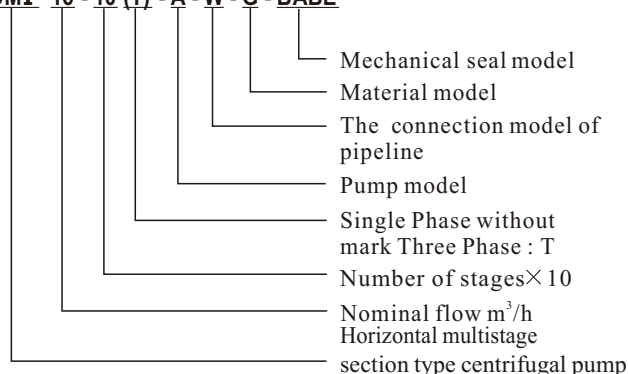 (T) - A - W -
Mechanical seal model
Material model
The connection model of
pipeline
Pump model
Single Phase without
mark Three Phase : T
Number of stages×10
Nominal flow m³/h
Horizontal multistage
section type centrifugal pump